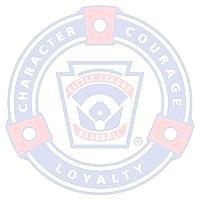 CHARACTER
COURAGE
LOYALTY
LITTLE LEAGUE
BASEBALL
®